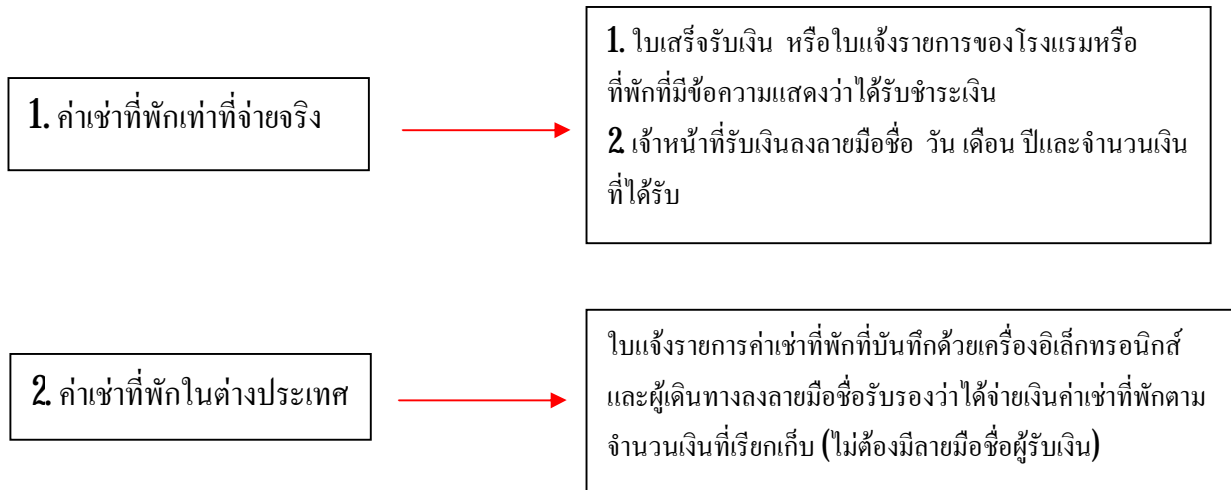 1. ค่าเช่าที่พักเท่าที่จ่ายจริง
1. ใบเสร็จรับเงิน หรือใบแจ้งรายการของโรงแรมหรือ
ที่พักที่มีข้อความแสดงว่าได้รับชำระเงิน
2. เจ้าหน้าที่รับเงินลงลายมือชื่อ วัน เดือน ปีและจำนวนเงิน
ที่ได้รับ
2. ค่าเช่าที่พักในต่างประเทศ
ใบแจ้งรายการค่าเช่าที่พักที่บันทึกด้วยเครื่องอิเล็กทรอนิกส์
และผู้เดินทางลงลายมือชื่อรับรองว่าได้จ่ายเงินค่าเช่าที่พักตาม
จำนวนเงินที่เรียกเก็บ (ไม่ต้องมีลายมือชื่อผู้รับเงิน)